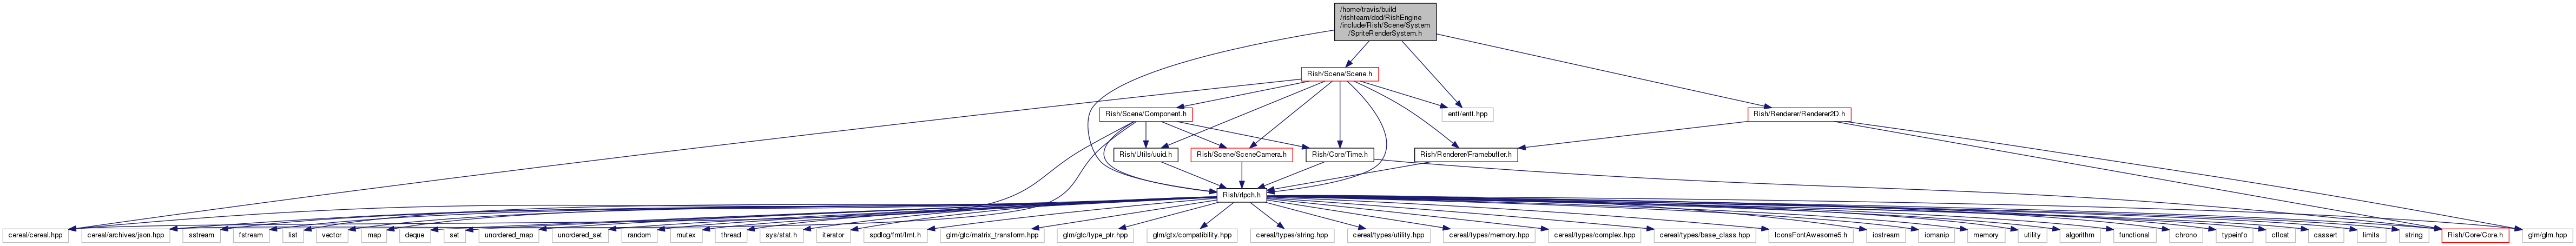 /home/travis/build
/rishteam/dod/RishEngine
/include/Rish/Scene/System
/SpriteRenderSystem.h
Rish/Scene/Scene.h
Rish/Scene/Component.h
entt/entt.hpp
Rish/Renderer/Renderer2D.h
Rish/Utils/uuid.h
Rish/Scene/SceneCamera.h
Rish/Core/Time.h
Rish/Renderer/Framebuffer.h
Rish/rlpch.h
cereal/cereal.hpp
cereal/archives/json.hpp
sstream
fstream
list
vector
map
deque
set
unordered_map
unordered_set
random
mutex
thread
sys/stat.h
iterator
spdlog/fmt/fmt.h
glm/gtc/matrix_transform.hpp
glm/gtc/type_ptr.hpp
glm/gtx/compatibility.hpp
cereal/types/string.hpp
cereal/types/utility.hpp
cereal/types/memory.hpp
cereal/types/complex.hpp
cereal/types/base_class.hpp
IconsFontAwesome5.h
iostream
iomanip
memory
utility
algorithm
functional
chrono
typeinfo
cfloat
cassert
limits
string
Rish/Core/Core.h
glm/glm.hpp